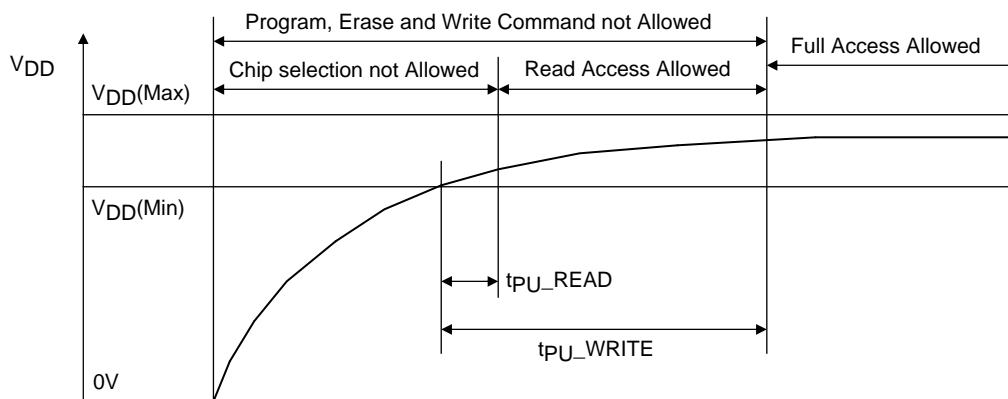 Program, Erase and Write Command not Allowed
Full Access Allowed
VDD
Chip selection not Allowed
Read Access Allowed
VDD(Max)
VDD(Min)
tPU_READ
tPU_WRITE
0V